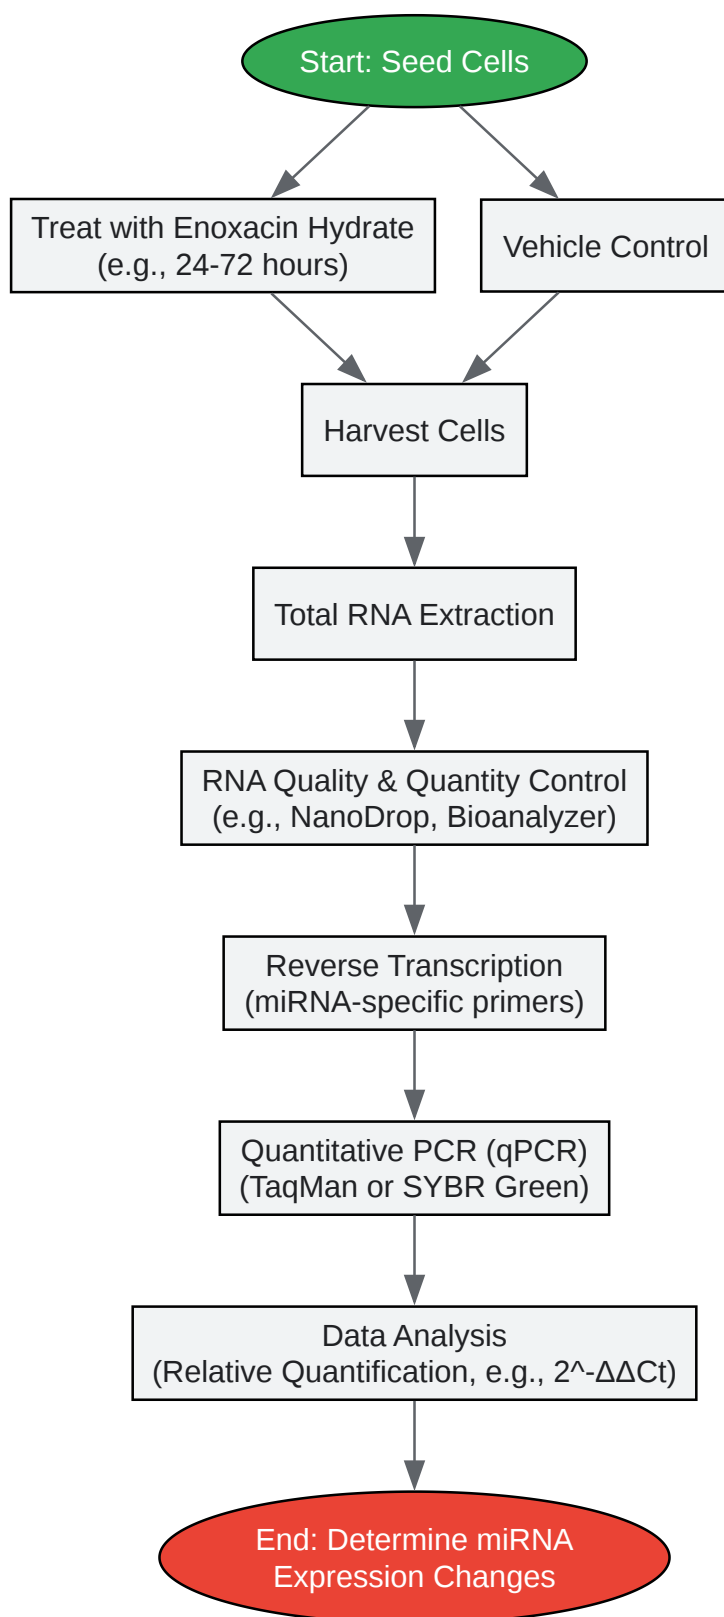 Start: Seed Cells
Treat with Enoxacin Hydrate
(e.g., 24-72 hours)
Vehicle Control
Harvest Cells
Total RNA Extraction
RNA Quality & Quantity Control
(e.g., NanoDrop, Bioanalyzer)
Reverse Transcription
(miRNA-specific primers)
Quantitative PCR (qPCR)
(TaqMan or SYBR Green)
Data Analysis
(Relative Quantification, e.g., 2^-ΔΔCt)
End: Determine miRNA
Expression Changes